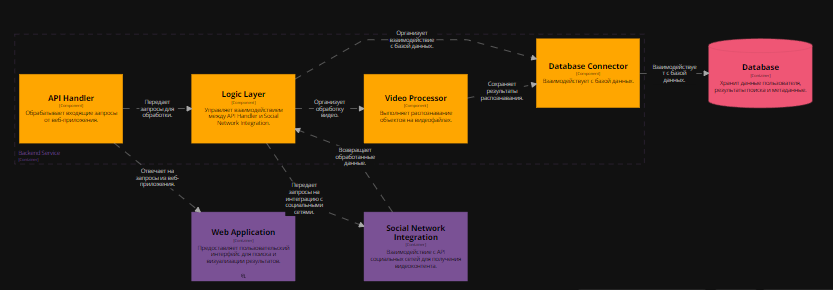 Организует
взаимодействие
с базой данных.
API Handler
[Component]
Обрабатывает входящие запросы
от веб-приложения.
Передает
запросы для
обработки.
Logic Layer
[Component]
Управляет взаимодействием
между API Handler и Social
Network Integration.
Организует
обработку
видео.
Video Processor
[Component]
Выполняет распознавание
объектов на видеофайлах.
Сохраняет
результаты
распознавания.
Database Connector
[Component]
Взаимодействует с базой данных.
Взаимодействуе
т с базой
данных.
Database
[Container]
Хранит данные пользователя,
результаты поиска и метаданные.
Backend Service
[Container]
Отвечает на
запросы из веб-
приложения.
Возвращает
обработанные
данные.
Передает
запросы на
интеграцию с
социальными
сетями.
Web Application
[Container]
Предоставляет пользовательский
интерфейс для поиска и
визуализации результатов.
Social Network
Integration
[Container]
Взаимодействие с API
социальных сетей для получения
видеоконтента.